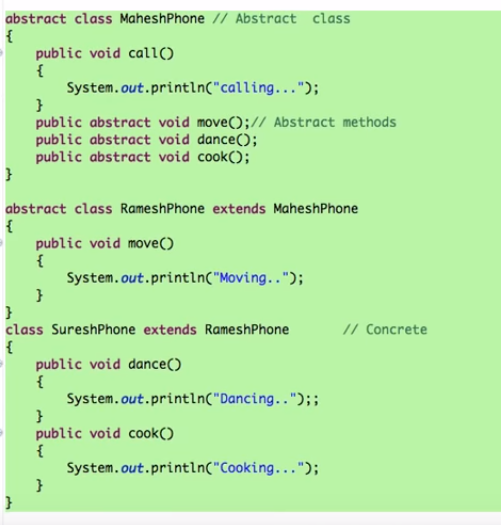 abstract class MaheshPhone // Abstract  class
{
    public void call()
    {
        System.out.println("calling...");
    }
    public abstract void move();// Abstract methods
    public abstract void dance();
    public abstract void cook();
}

abstract class RameshPhone extends MaheshPhone
{
    public void move()
    {
        System.out.println("Moving..");
    }
}
class SureshPhone extends RameshPhone       // Concrete
{
    public void dance()
    {
        System.out.println("Dancing..");;
    }
    public void cook()
    {
        System.out.println("Cooking...");
    }
}